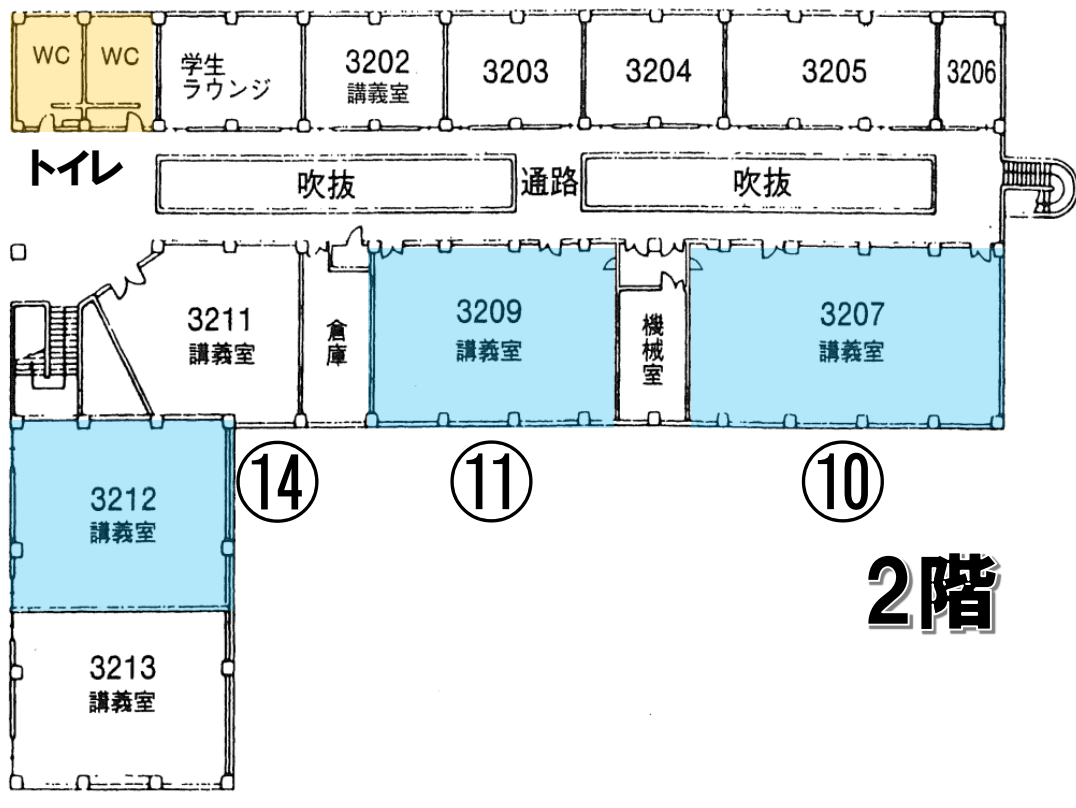 WC
WC
学生
ラウンジ
3202
講義室
3203
3204
3205
3206
トイレ
吹抜
通路
吹抜
3211
講義室
倉庫
3209
講義室
機械室
3207
講義室
⑭
⑪
⑩
3212
講義室
2階
3213
講義室